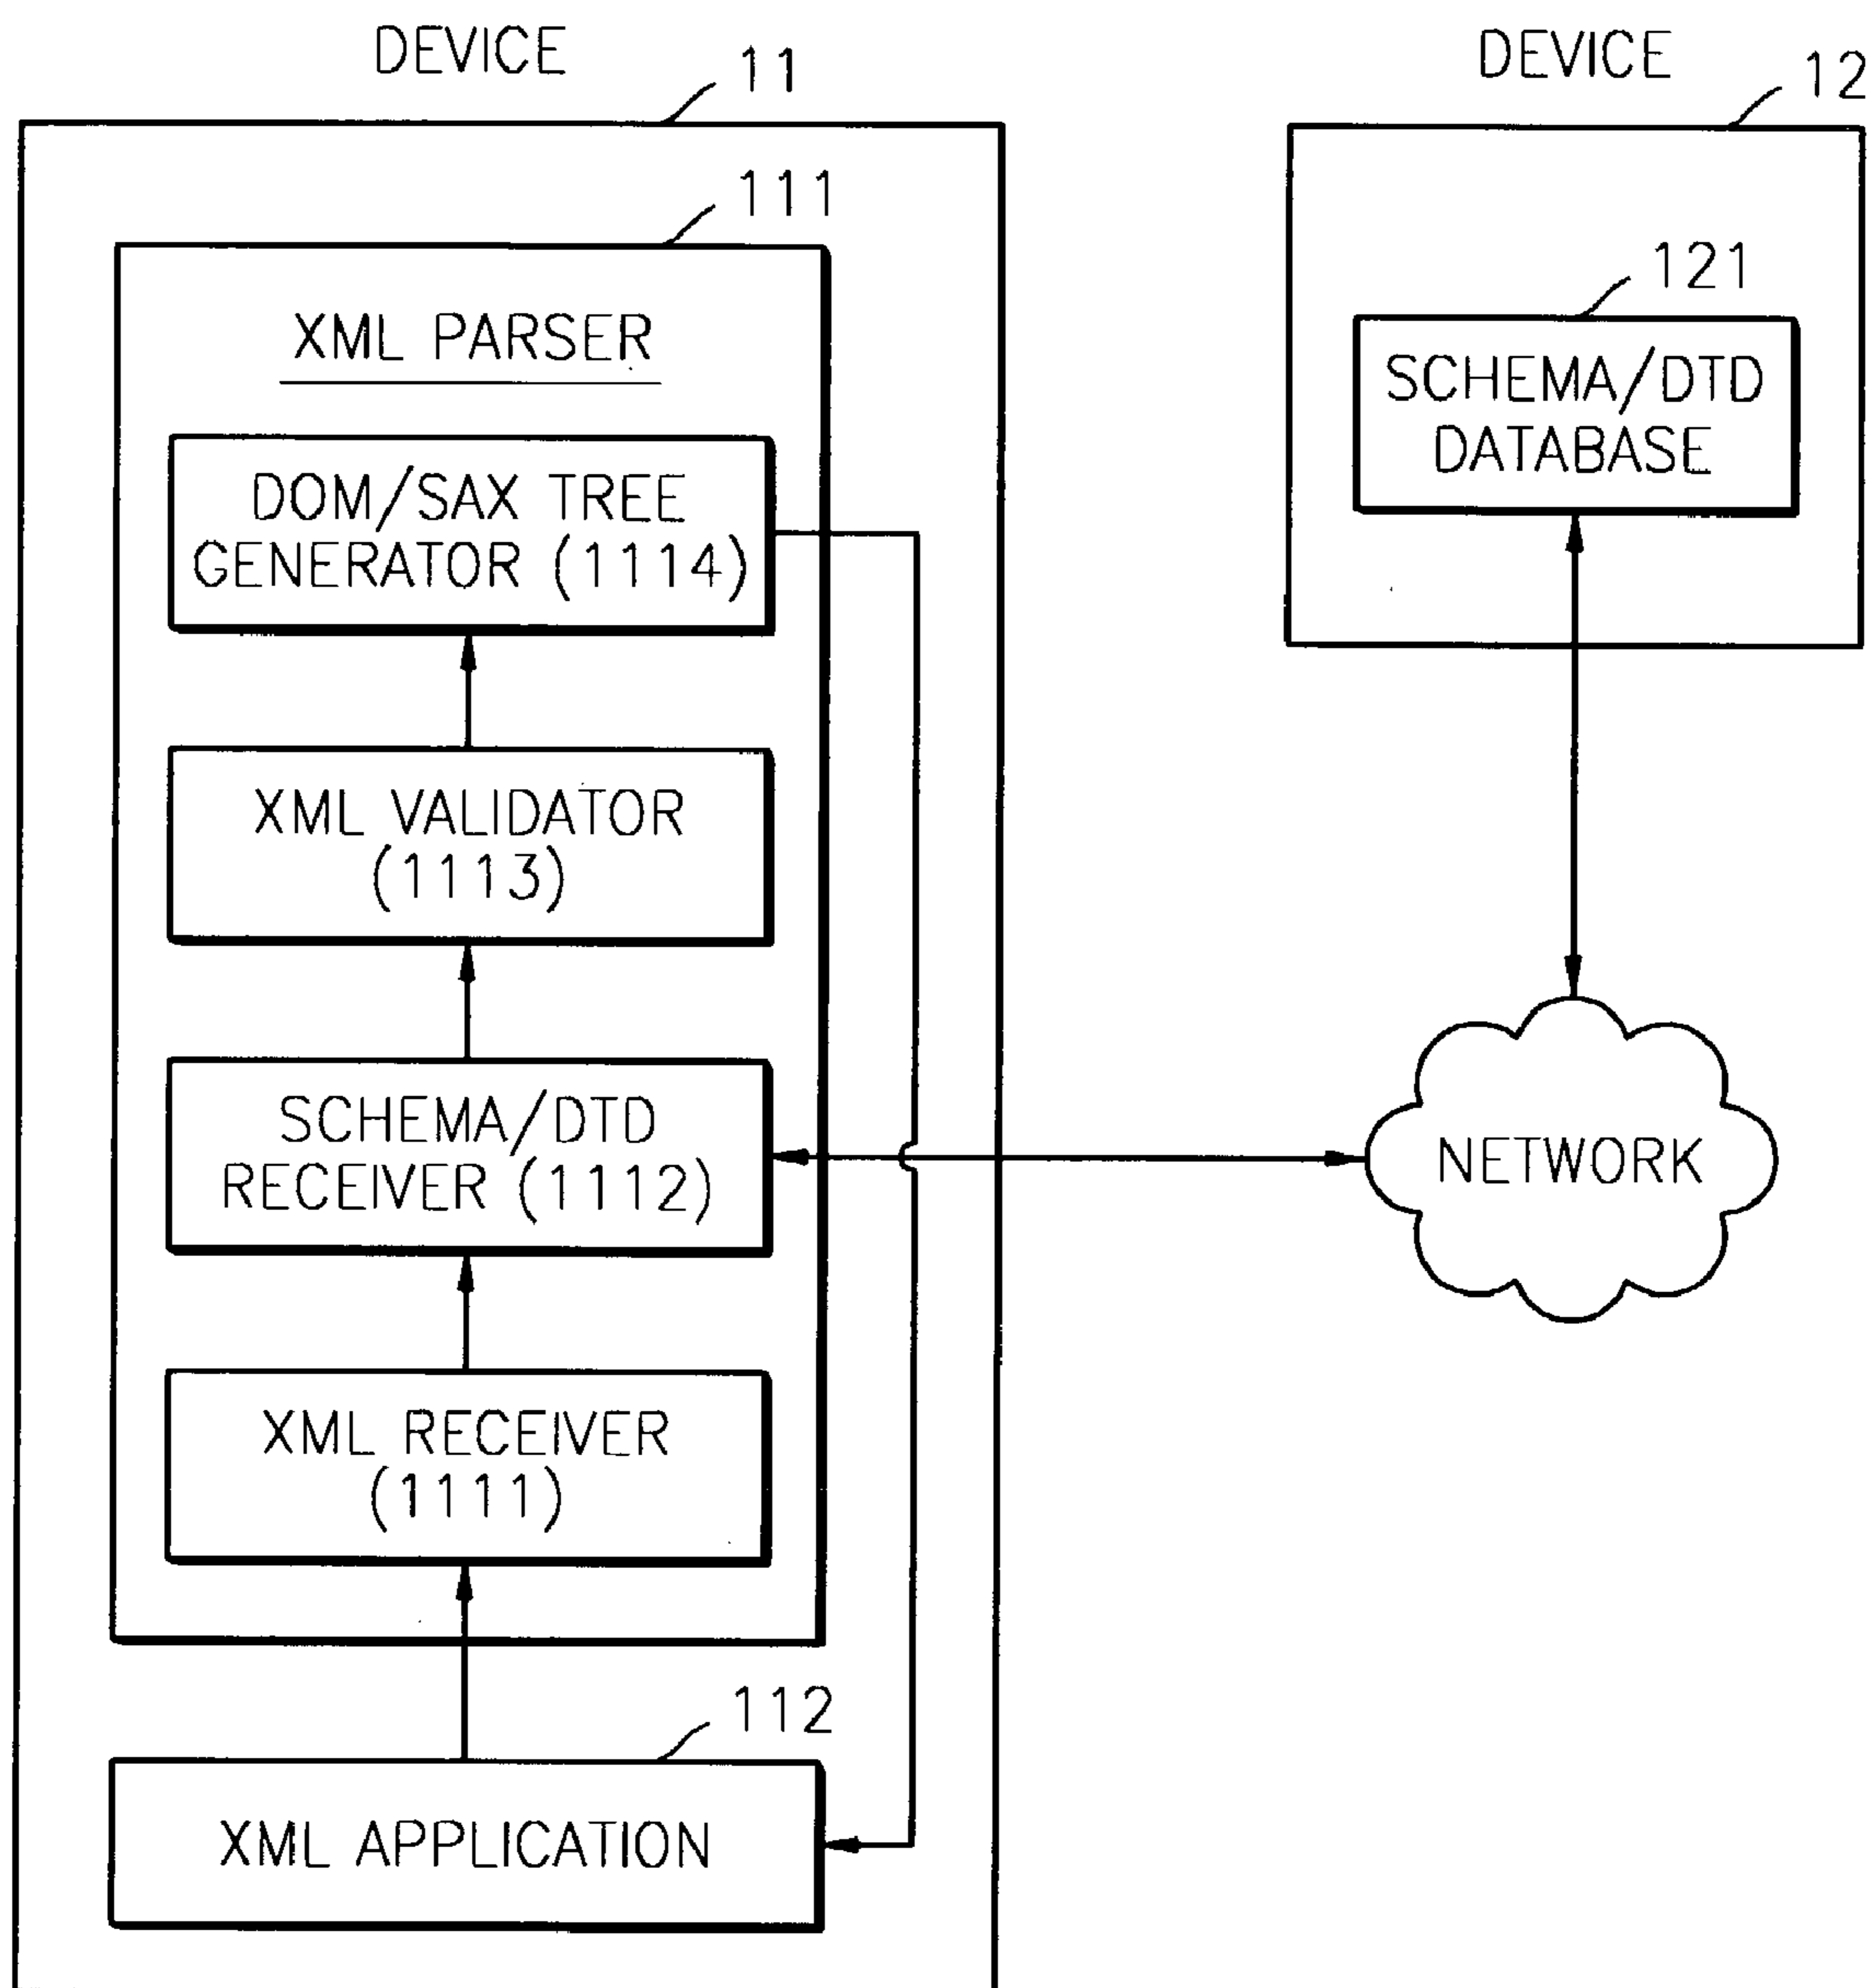 DEVICE
11
111
XML PARSER
DOM/SAX TREE
GENERATOR (1114)
XML VALIDATOR
(1113)
SCHEMA/DTD
RECEIVER (1112)
XML RECEIVER
(1111)
112
XML APPLICATION
DEVICE
12
121
SCHEMA/DTD
DATABASE
NETWORK